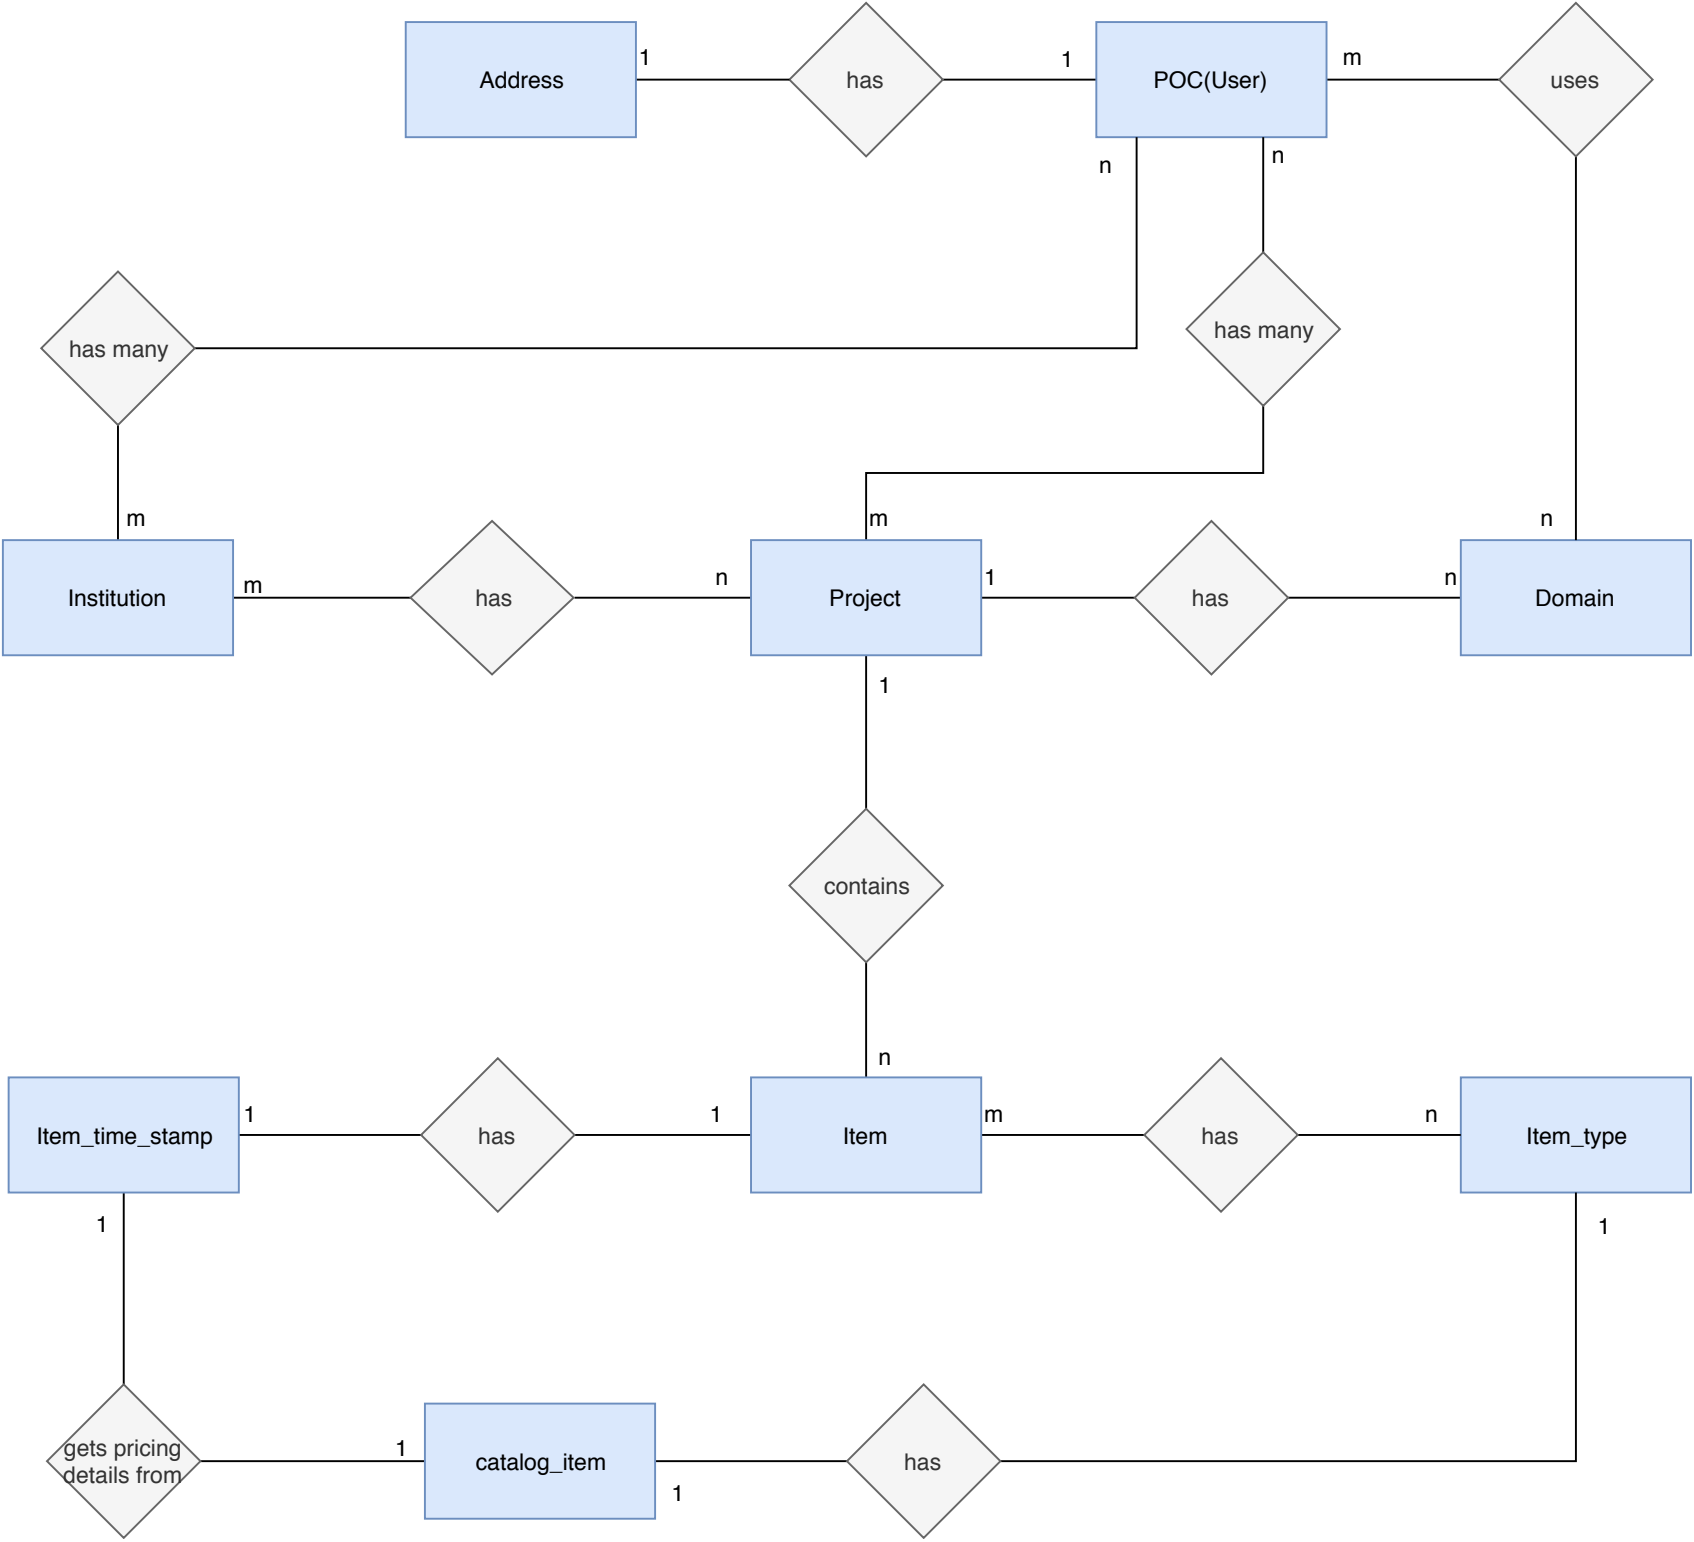 Address
1
has
1
POC(User)
m
uses
n
n
has many
has many
m
m
n
Institution
m
has
n
Project
1
has
n
Domain
1
contains
n
Item_time_stamp
1
has
1
Item
m
has
n
Item_type
1
1
gets pricing
details from
1
catalog_item
1
has